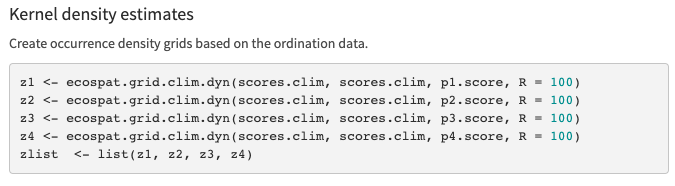 Kernel density estimates
Create occurrence density grids based on the ordination data.
z1 <- ecospat.grid.clim.dyn(scores.clim, scores.clim, p1.score, R = 100)
z2 <- ecospat.grid.clim.dyn(scores.clim, scores.clim, p2.score, R = 100)
z3 <- ecospat.grid.clim.dyn(scores.clim, scores.clim, p3.score, R = 100)
z4 <- ecospat.grid.clim.dyn(scores.clim, scores.clim, p4.score, R = 100)
zlist  <- list(z1, z2, z3, z4)